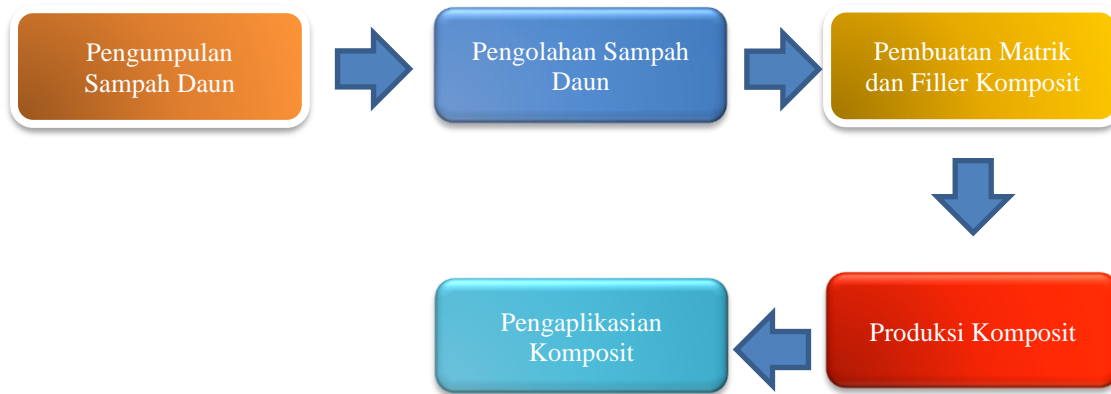 Pengumpulan
Sampah Daun
Pengolahan Sampah
Daun
Pembuatan Matrik
dan Filler Komposit
Produksi Komposit
Pengaplikasian
Komposit